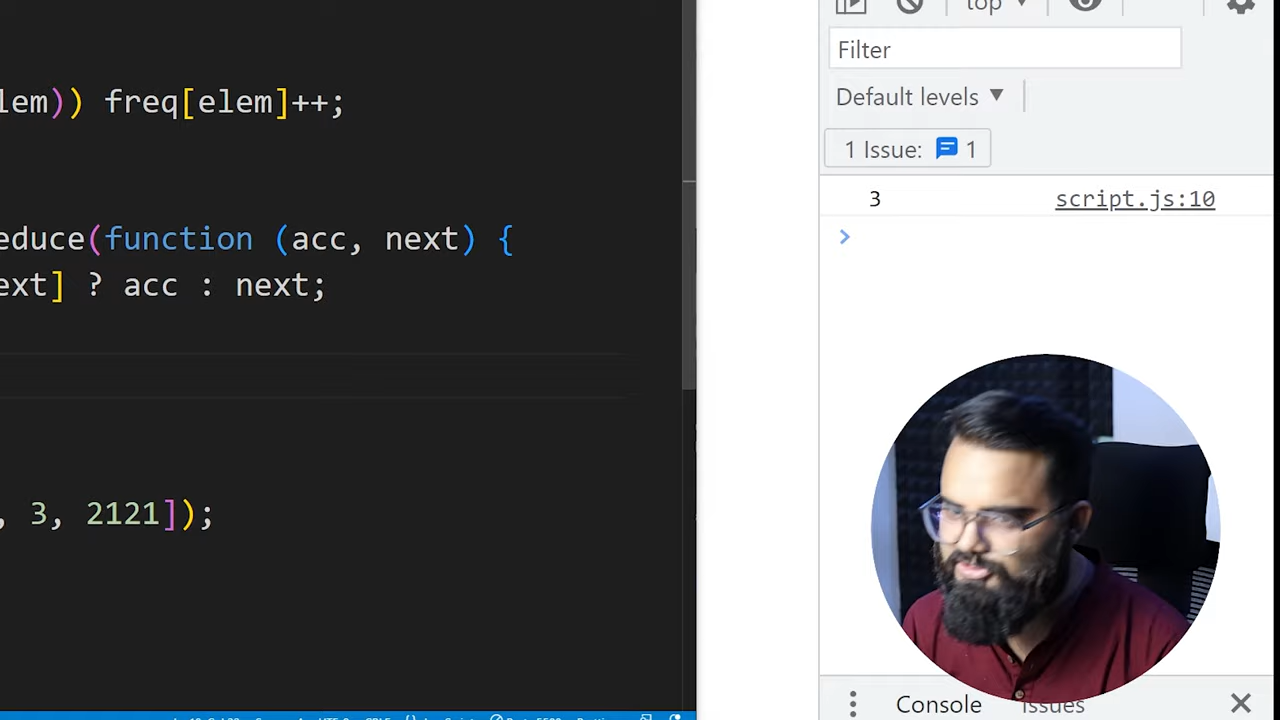 top
Filter
lem)) freq[elem]++;
Default levels
1 Issue: 1
3 script.js:10
educe(function (acc, next) {
ext] ? acc : next;
, 3, 2121]);
Console
Issues